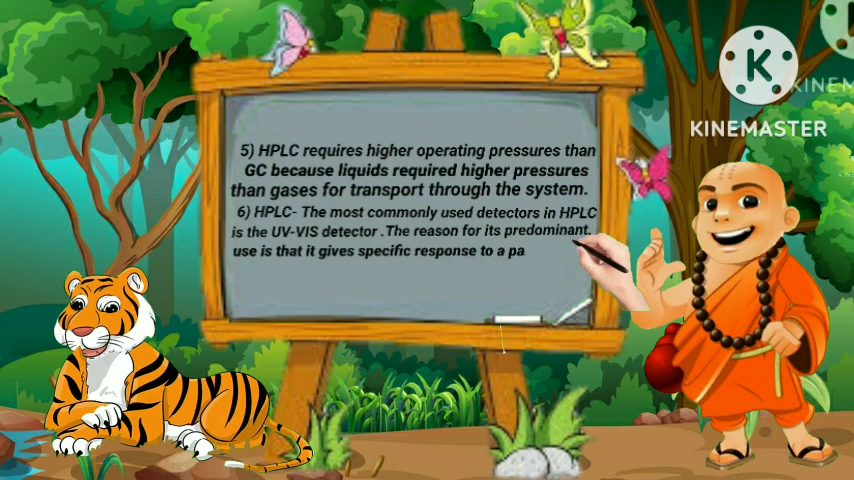 5) HPLC requires higher operating pressures than
GC because liquids required higher pressures
than gases for transport through the system.
6) HPLC- The most commonly used detectors in HPLC
is the UV-VIS detector .The reason for its predominant.
use is that it gives specific response to a pa
K
KINEMASTER
KINEM